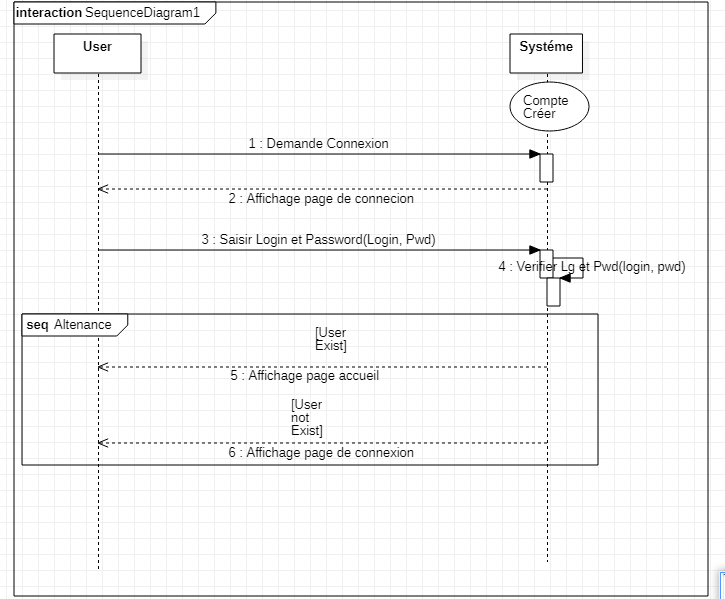 interaction SequenceDiagram1
User
Systéme
Compte
Créer
1 : Demande Connexion
2 : Affichage page de connecion
3 : Saisir Login et Password(Login, Pwd)
4 : Verifier Lg et Pwd(login, pwd)
seq Altenance
[User
Exist]
5 : Affichage page accueil
[User
not
Exist]
6 : Affichage page de connexion